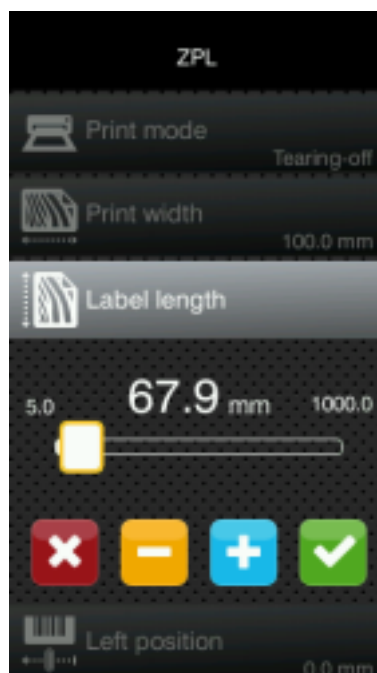 ZPL
Print mode
Tearing-off
Print width
100.0 mm
Label length
5.0 67.9 mm 1000.0
Left position
0.0 mm